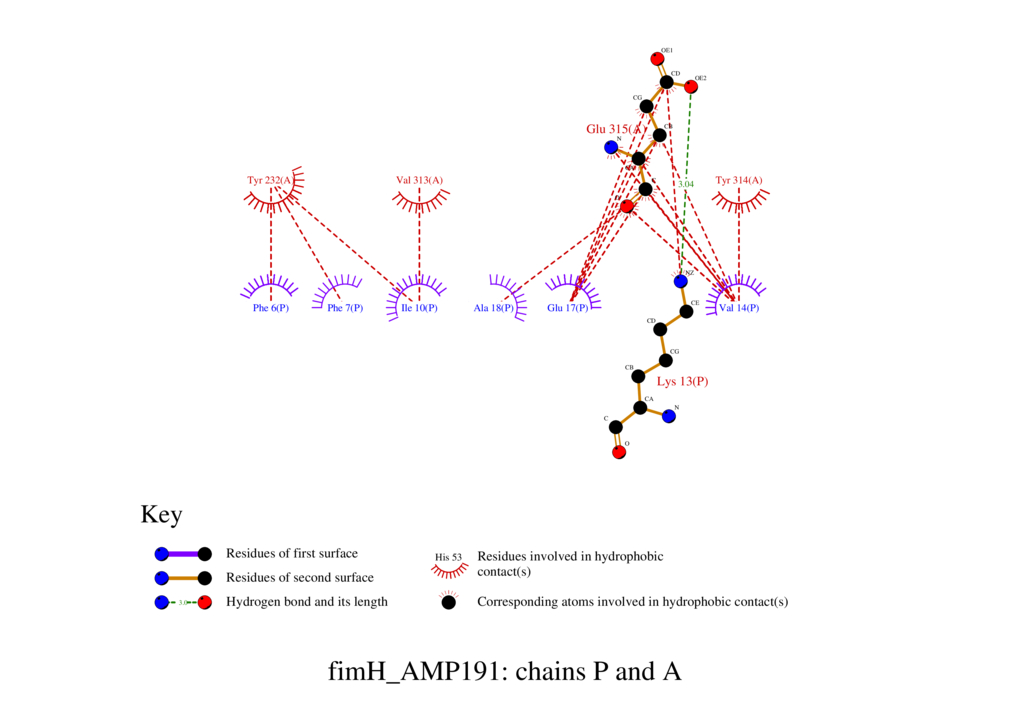 OE1
CD
OE2
CG
CB
Glu 315(A)
N
C
3.04
Tyr 232(A)
Val 313(A)
Tyr 314(A)
NZ
Phe 6(P)
Phe 7(P)
Ile 10(P)
Ala 18(P)
Glu 17(P)
Val 14(P)
CE
CD
CG
CB
Lys 13(P)
CA
N
C
O
Key
Residues of first surface
Residues of second surface
Hydrogen bond and its length
His 53
Residues involved in hydrophobic
contact(s)
Corresponding atoms involved in hydrophobic contact(s)
fimH_AMP191: chains P and A